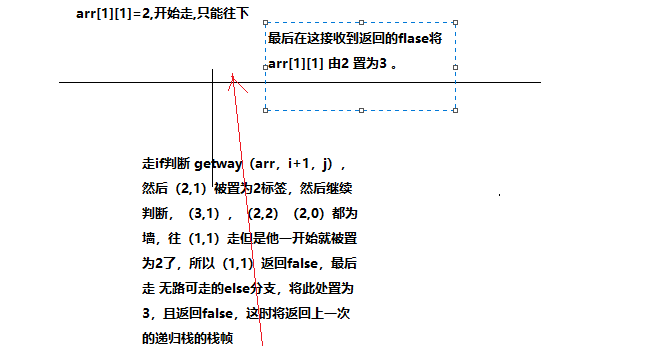 arr[1][1]=2,开始走,只能往下
最后在这接收到返回的flase将
arr[1][1] 由2 置为3 。
走if判断 getway（arr，i+1，j），
然后（2,1）被置为2标签，然后继续
判断，（3,1），（2,2）（2,0）都为
墙，往（1,1）走但是他一开始就被置
为2了，所以（1,1）返回false，最后
走 无路可走的else分支，将此处置为
3，且返回false，这时将返回上一次
的递归栈的栈帧